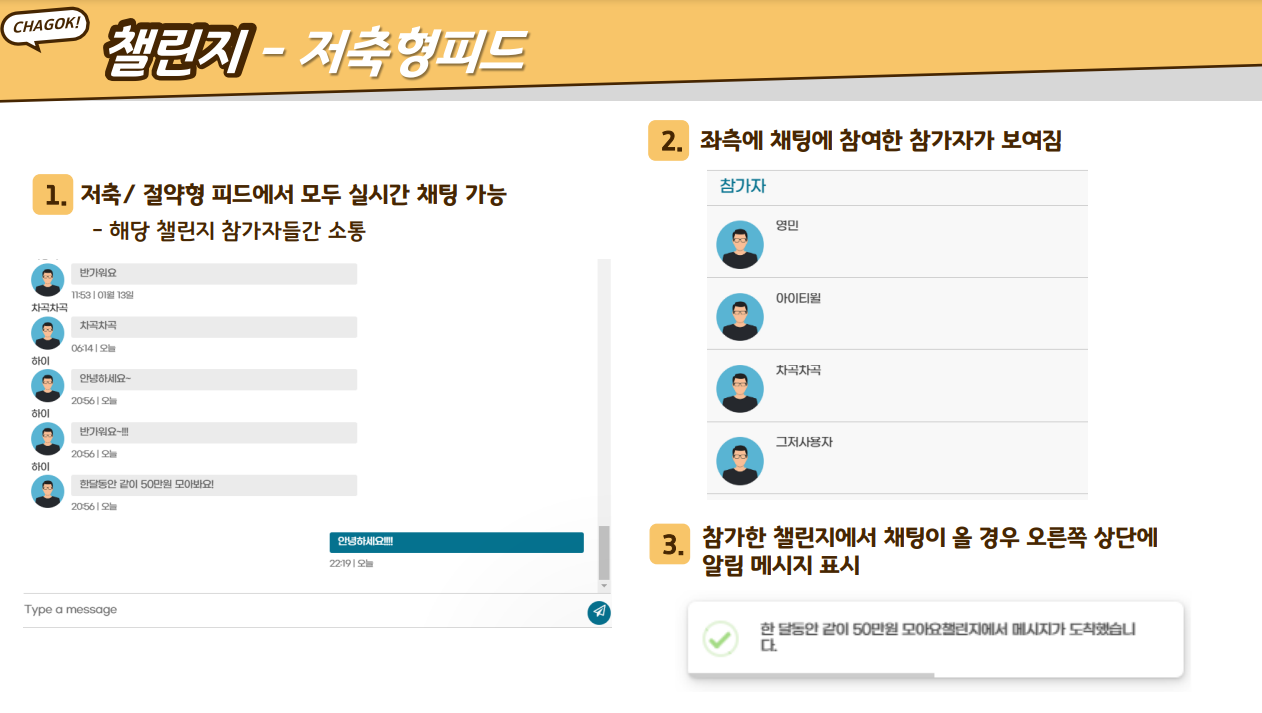 CHAGOK!
챌린지 - 저축형피드
1. 저축/ 절약형 피드에서 모두 실시간 채팅 가능
- 해당 챌린지 참가자들간 소통
반가워요
11:53 | 01월 13일
차곡차곡
차곡차곡
06:14 | 오늘
하이
안녕하세요~
20:56 | 오늘
하이
반가워요~!!!
20:56 | 오늘
하이
한달동안 같이 50만원 모아봐요!
20:56 | 오늘
안녕하세요!!!!!
22:19 | 오늘
Type a message
2. 좌측에 채팅에 참여한 참가자가 보여짐
참가자
영민
아이티윌
차곡차곡
그저사용자
3. 참가한 챌린지에서 채팅이 올 경우 오른쪽 상단에
알림 메시지 표시
한 달동안 같이 50만원 모아요챌린지에서 메시지가 도착했습니
다.